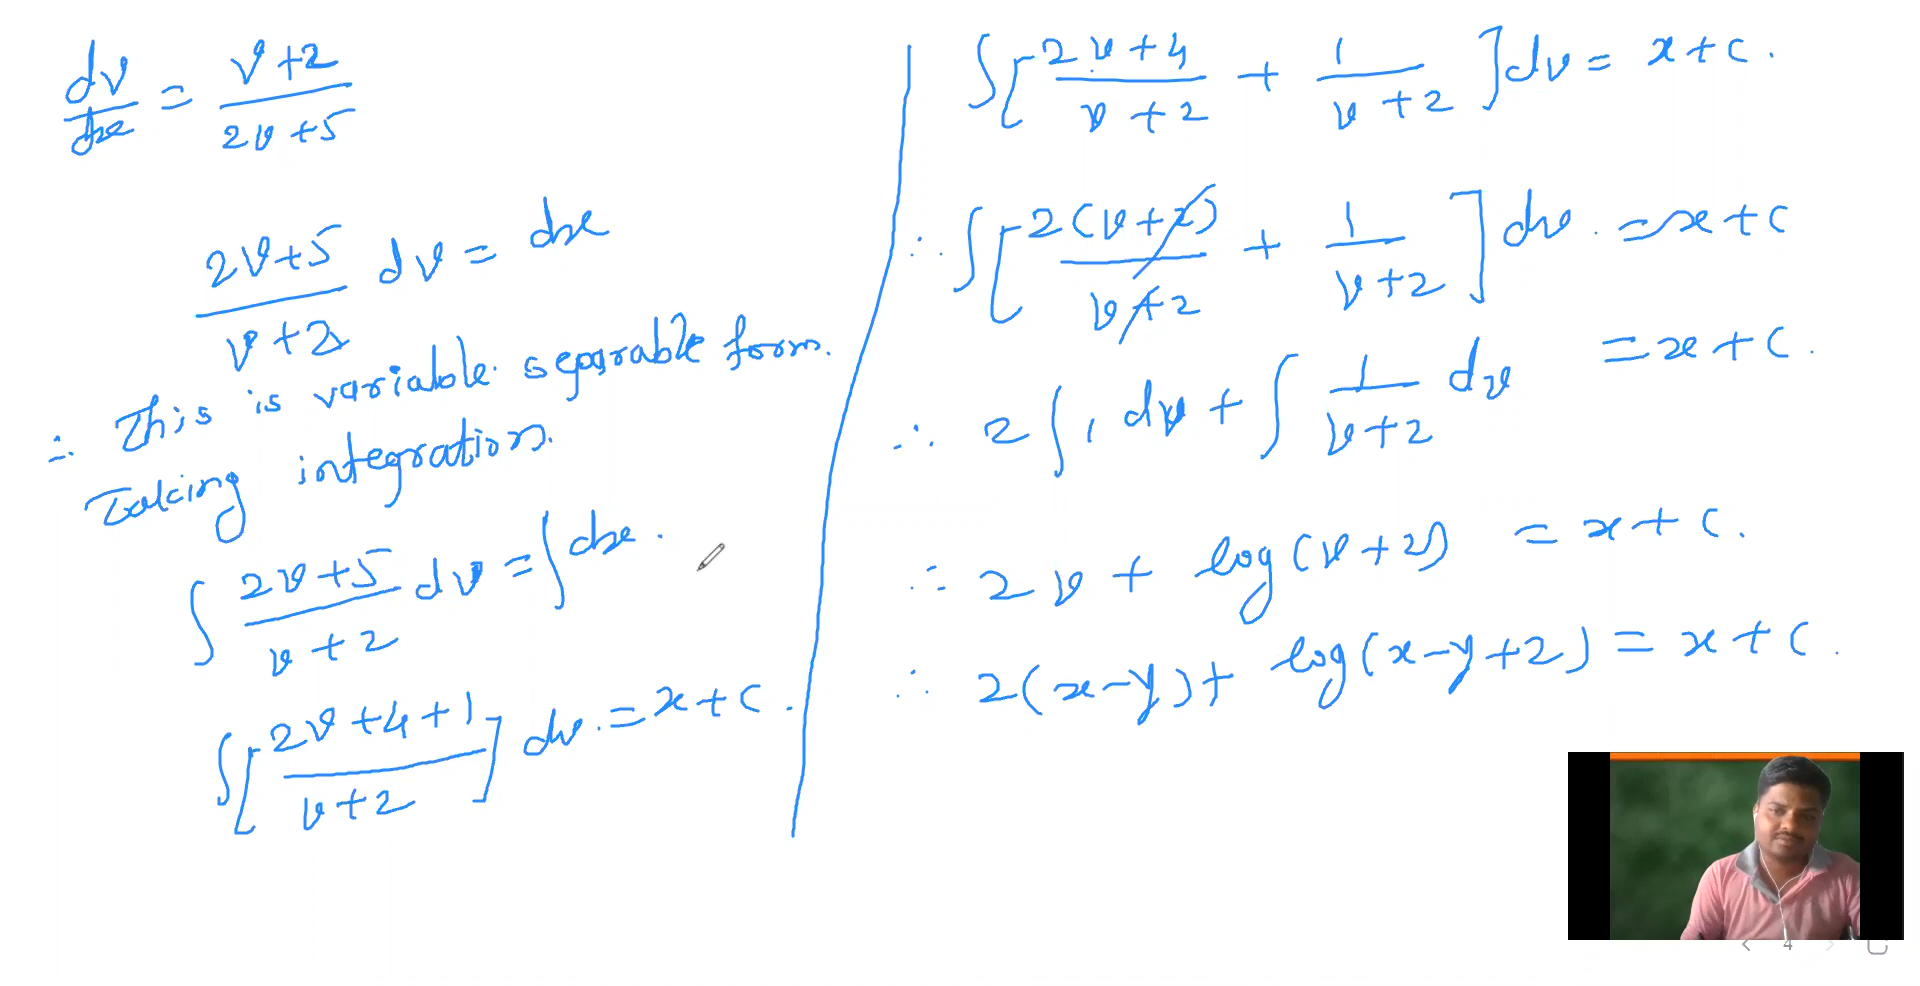 dv/dx = v+2/2v+5
2v+5/v+2 dv = dx
∴ This is variable separable form.
Taking integration.
∫ 2v+5/v+2 dv = ∫ dx.
∫[2v+4+1/v+2] dv. = x+c.
∫[2v+4/v+2 + 1/v+2] dv = x+c.
∴ ∫[2(v+2)/v+2 + 1/v+2] dv. = x+c
∴ 2∫1 dv + ∫ 1/v+2 dv = x+c.
∴ 2v + log(v+2) = x+c.
∴ 2(x-y) + log(x-y+2) = x+c.
< 4 >